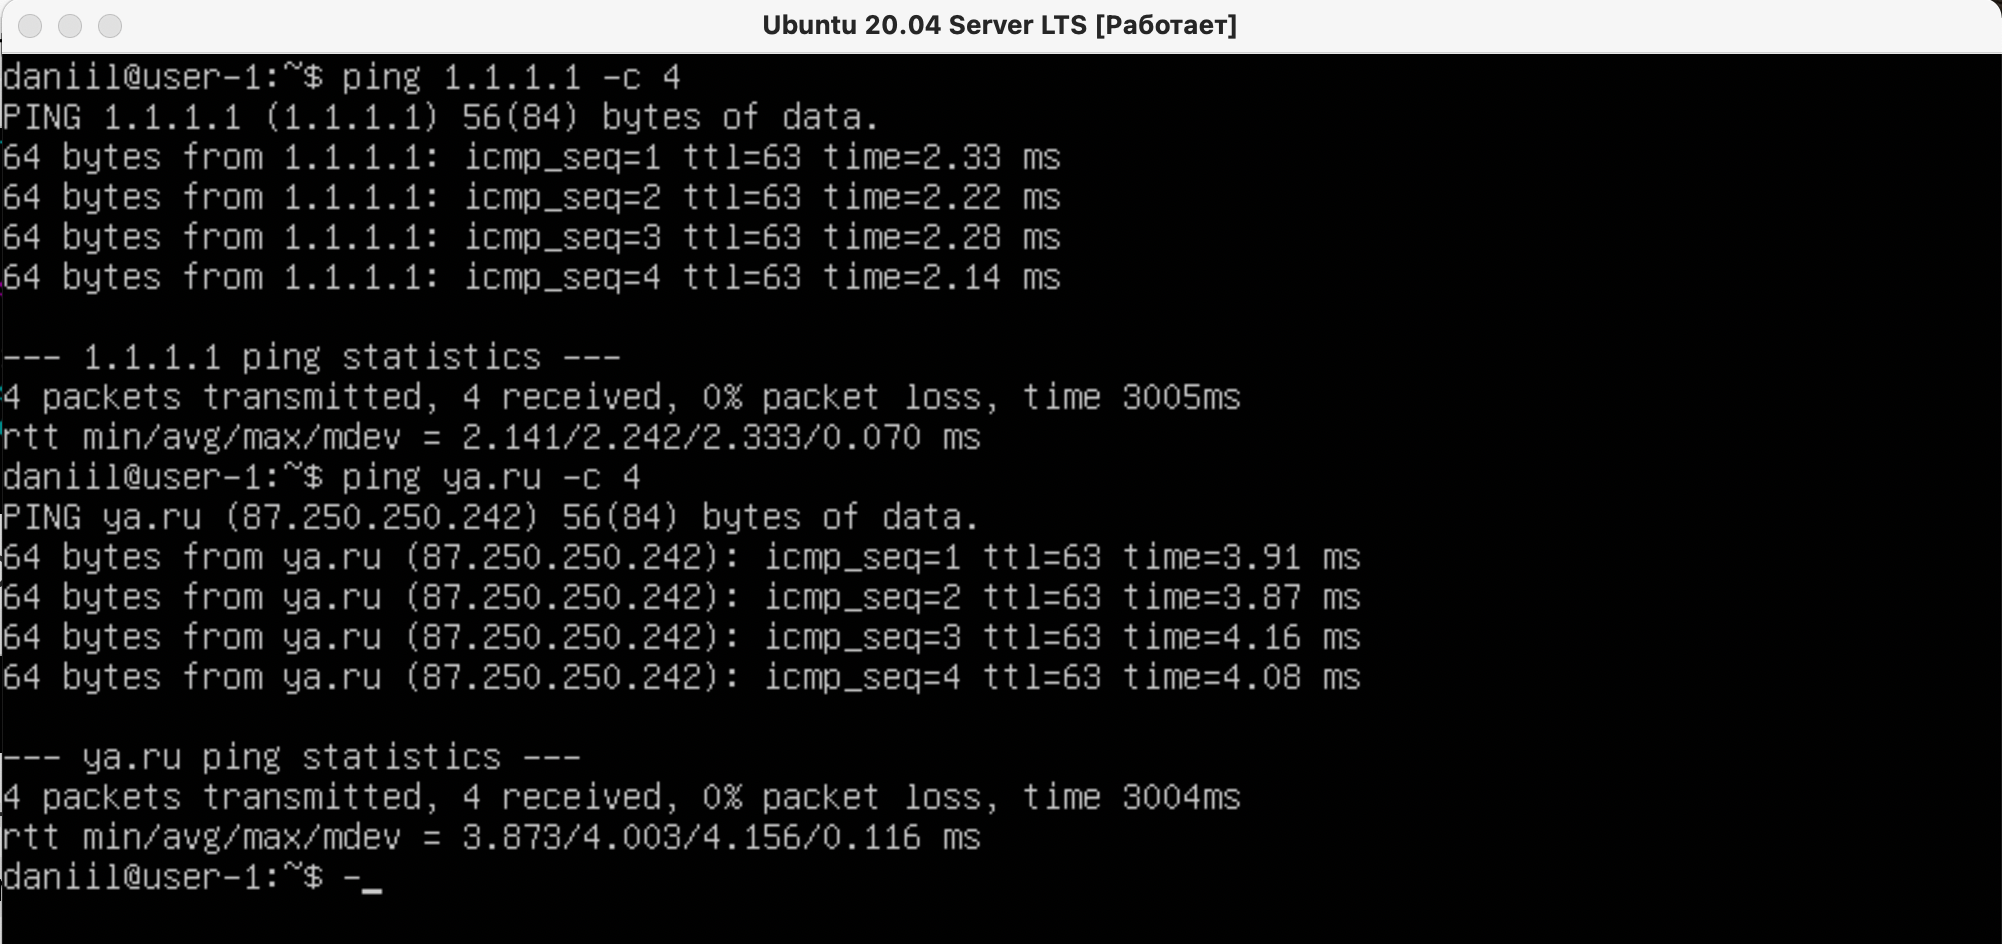 Ubuntu 20.04 Server LTS [Работает]
daniil@user-1:~$ ping 1.1.1.1 -c 4
PING 1.1.1.1 (1.1.1.1) 56(84) bytes of data.
64 bytes from 1.1.1.1: icmp_seq=1 ttl=63 time=2.33 ms
64 bytes from 1.1.1.1: icmp_seq=2 ttl=63 time=2.22 ms
64 bytes from 1.1.1.1: icmp_seq=3 ttl=63 time=2.28 ms
64 bytes from 1.1.1.1: icmp_seq=4 ttl=63 time=2.14 ms
--- 1.1.1.1 ping statistics ---
4 packets transmitted, 4 received, 0% packet loss, time 3005ms
rtt min/avg/max/mdev = 2.141/2.242/2.333/0.070 ms
daniil@user-1:~$ ping ya.ru -c 4
PING ya.ru (87.250.250.242) 56(84) bytes of data.
64 bytes from ya.ru (87.250.250.242): icmp_seq=1 ttl=63 time=3.91 ms
64 bytes from ya.ru (87.250.250.242): icmp_seq=2 ttl=63 time=3.87 ms
64 bytes from ya.ru (87.250.250.242): icmp_seq=3 ttl=63 time=4.16 ms
64 bytes from ya.ru (87.250.250.242): icmp_seq=4 ttl=63 time=4.08 ms
--- ya.ru ping statistics ---
4 packets transmitted, 4 received, 0% packet loss, time 3004ms
rtt min/avg/max/mdev = 3.873/4.003/4.156/0.116 ms
daniil@user-1:~$ -_